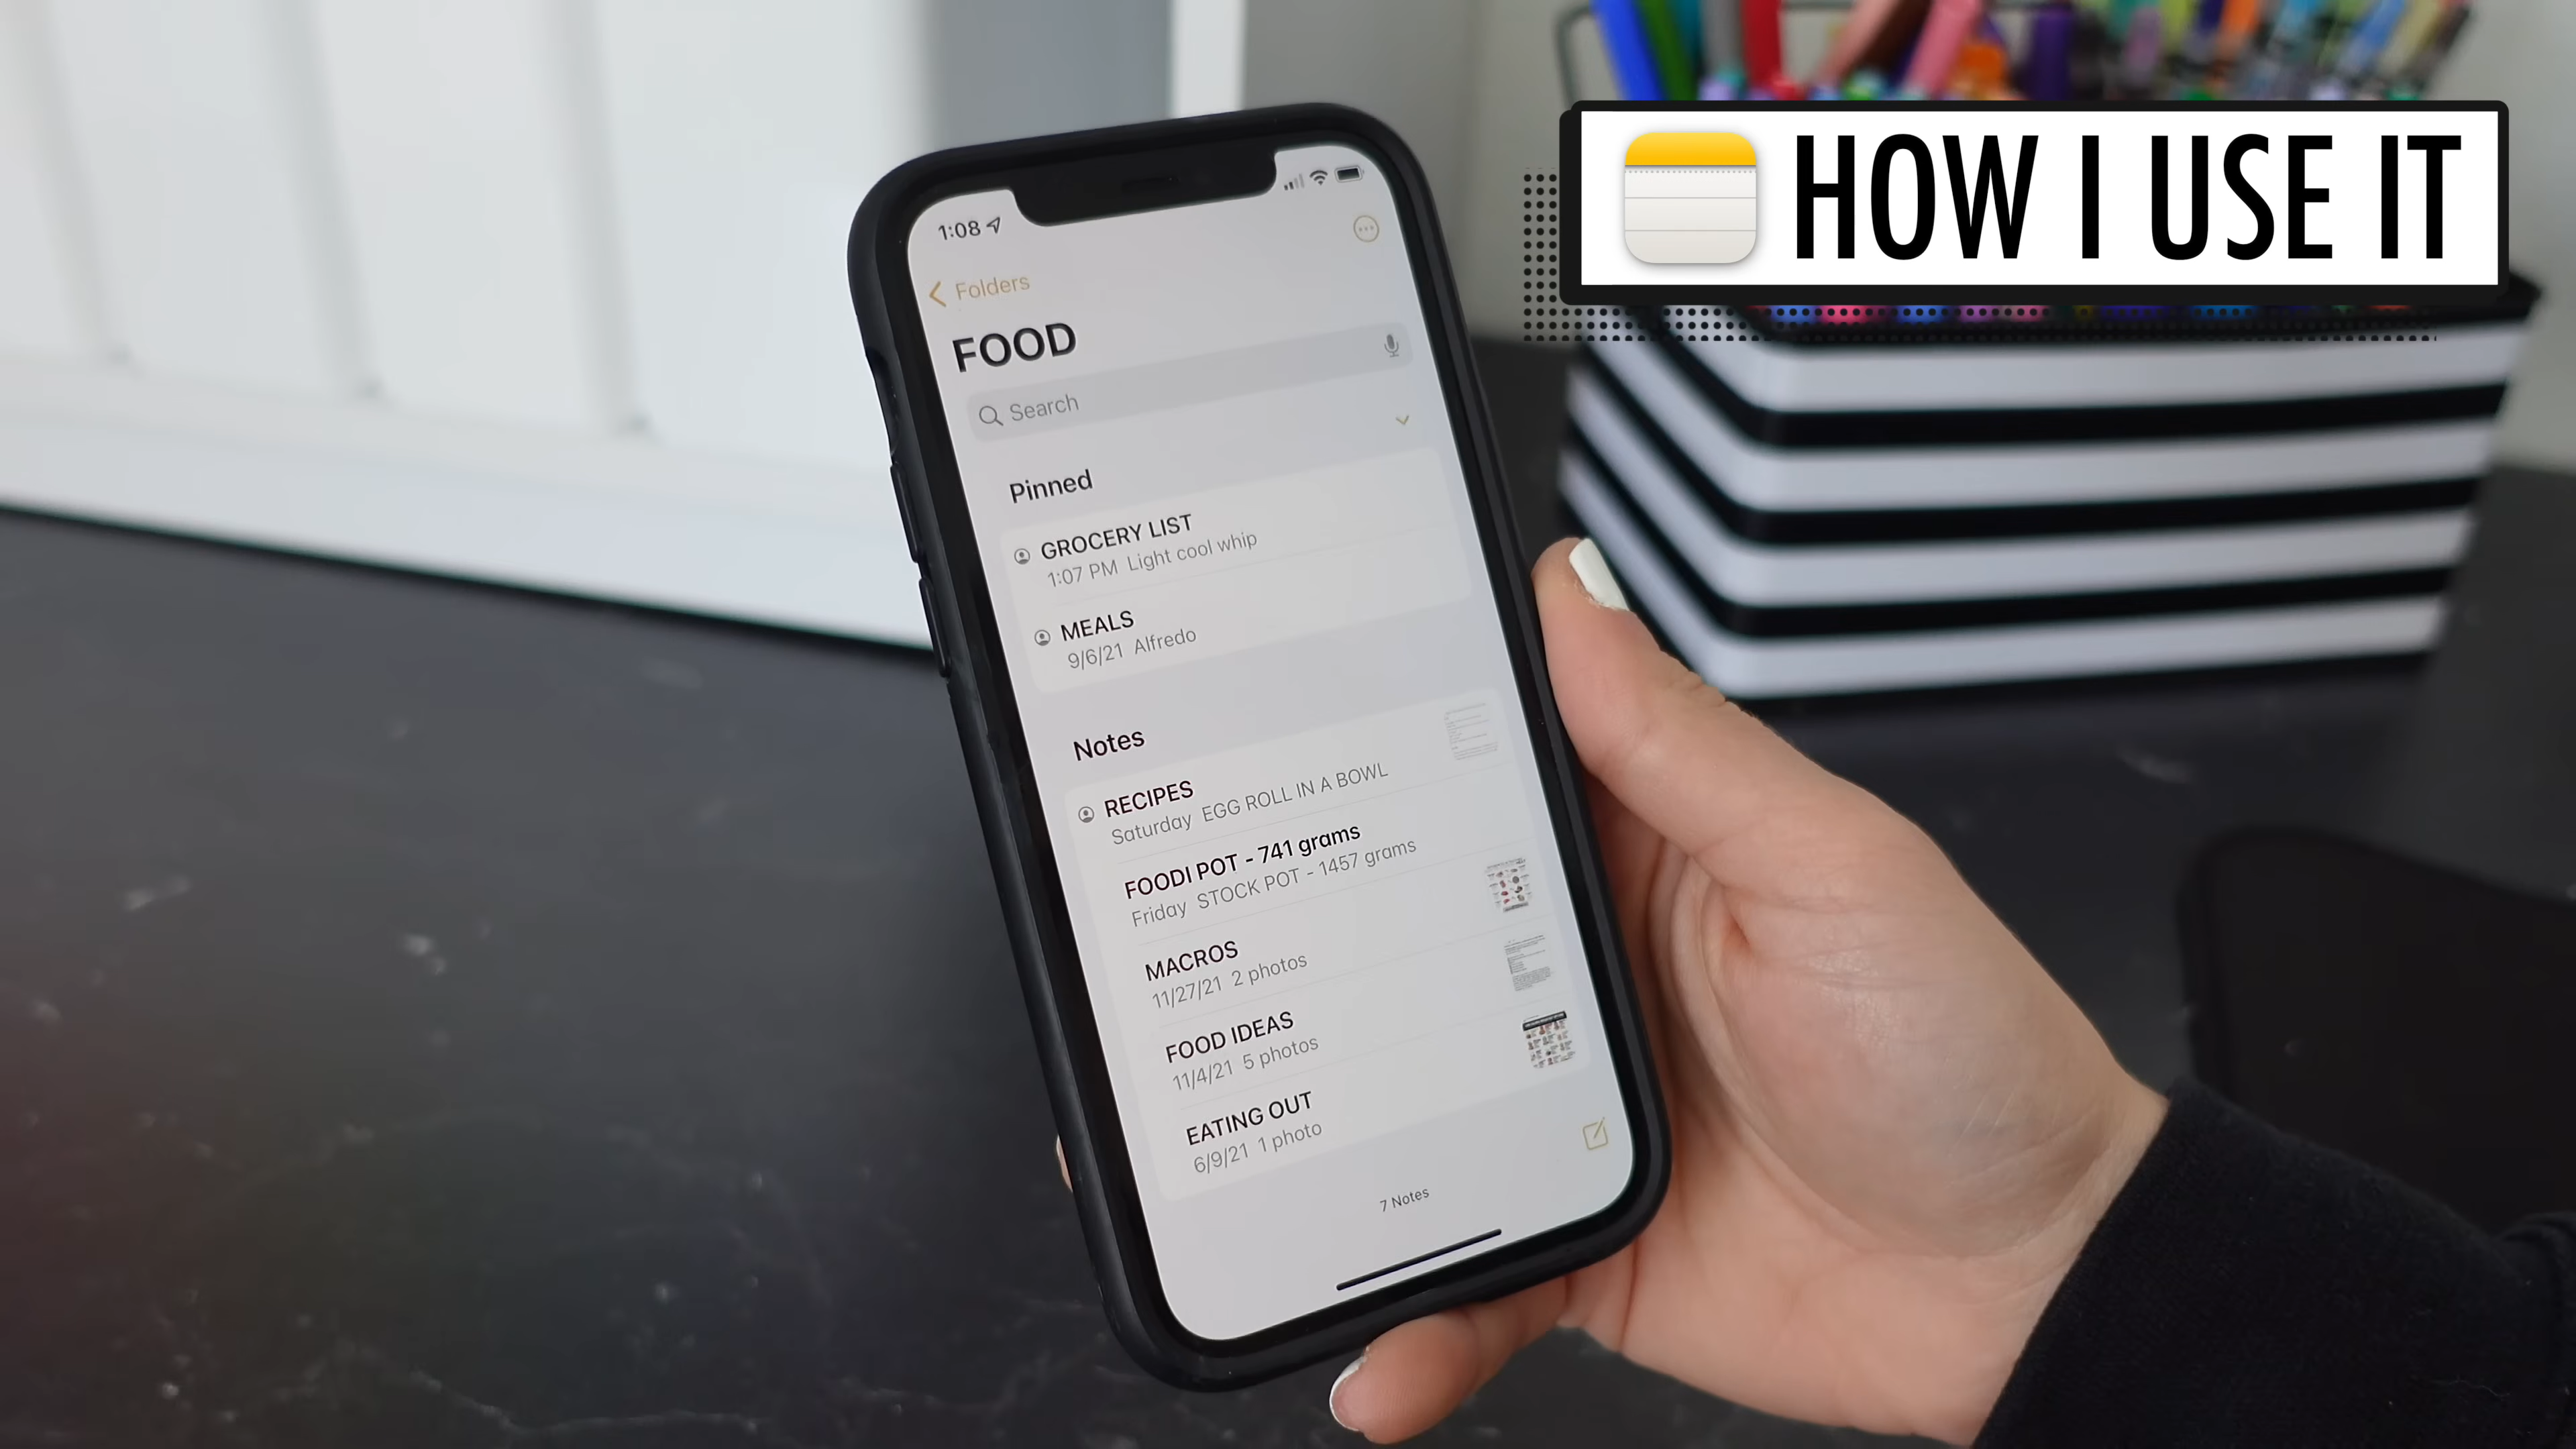 HOW I USE IT
1:08
Folders
FOOD
Search
Pinned
GROCERY LIST
1:07 PM Light cool whip
MEALS
9/6/21 Alfredo
Notes
RECIPES
Saturday EGG ROLL IN A BOWL
FOODI POT - 741 grams
Friday STOCK POT - 1457 grams
MACROS
11/27/21 2 photos
FOOD IDEAS
11/4/21 5 photos
EATING OUT
6/9/21 1 photo
7 Notes